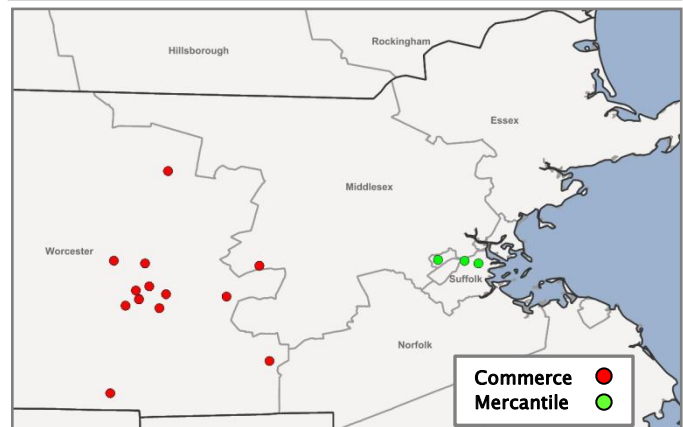 Rockingham
Hillsborough
Essex
Middlesex
Worcester
Suffolk
Norfolk
Commerce
Mercantile